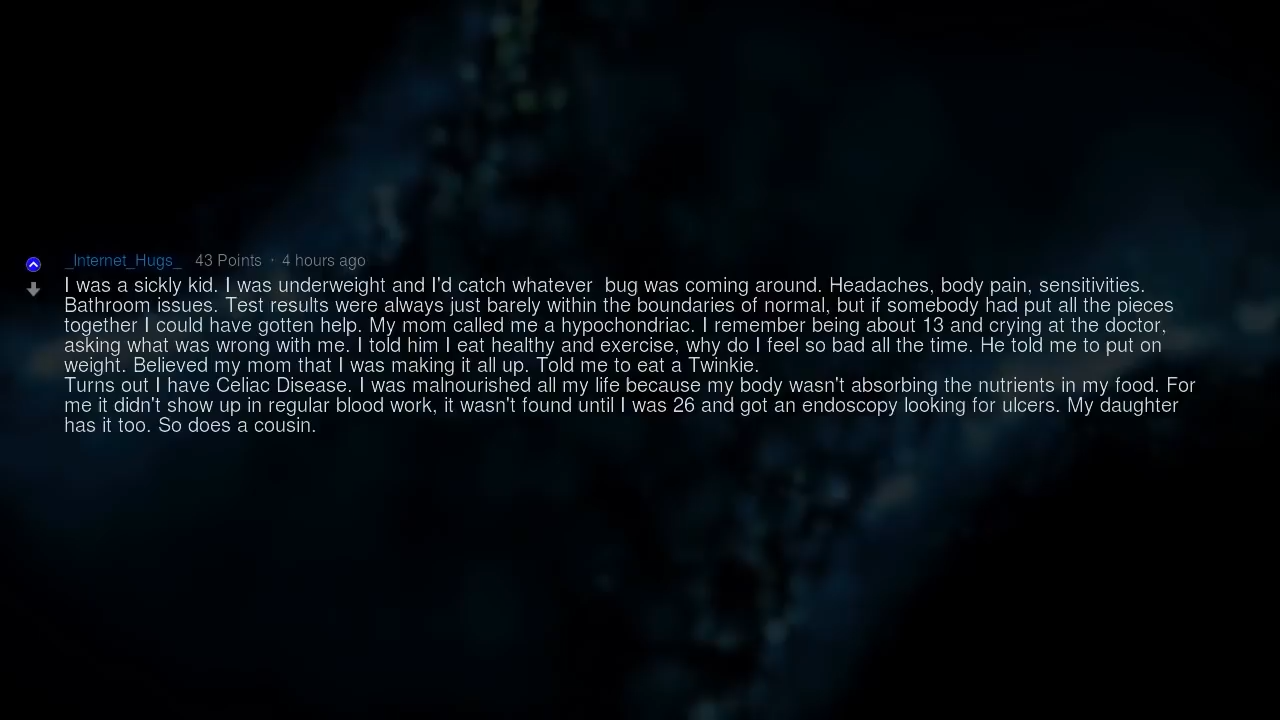 _Internet_Hugs_ 43 Points · 4 hours ago
I was a sickly kid. I was underweight and I'd catch whatever  bug was coming around. Headaches, body pain, sensitivities.
Bathroom issues. Test results were always just barely within the boundaries of normal, but if somebody had put all the pieces
together I could have gotten help. My mom called me a hypochondriac. I remember being about 13 and crying at the doctor,
asking what was wrong with me. I told him I eat healthy and exercise, why do I feel so bad all the time. He told me to put on
weight. Believed my mom that I was making it all up. Told me to eat a Twinkie.
Turns out I have Celiac Disease. I was malnourished all my life because my body wasn't absorbing the nutrients in my food. For
me it didn't show up in regular blood work, it wasn't found until I was 26 and got an endoscopy looking for ulcers. My daughter
has it too. So does a cousin.